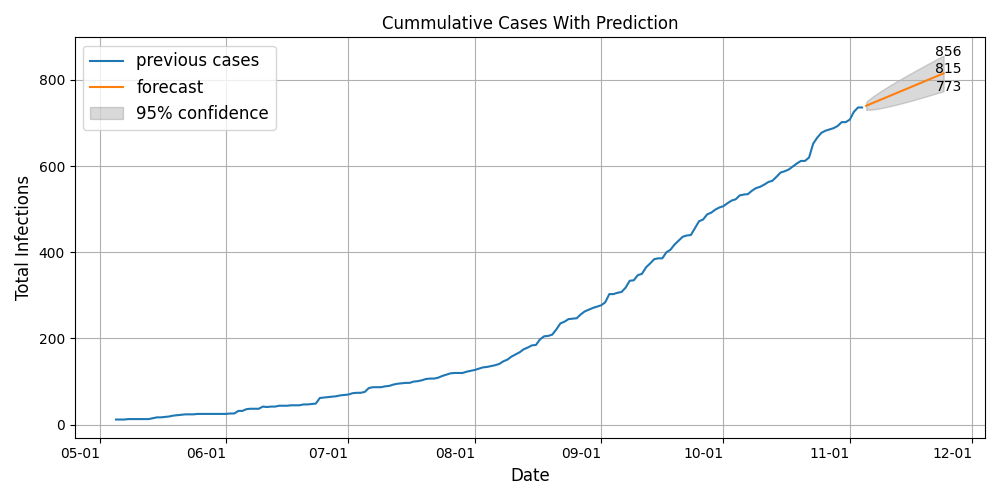 Cummulative Cases With Prediction
previous cases
forecast
95% confidence
856
815
773
800
600
400
200
0
Total Infections
05-01 06-01 07-01 08-01 09-01 10-01 11-01 12-01
Date